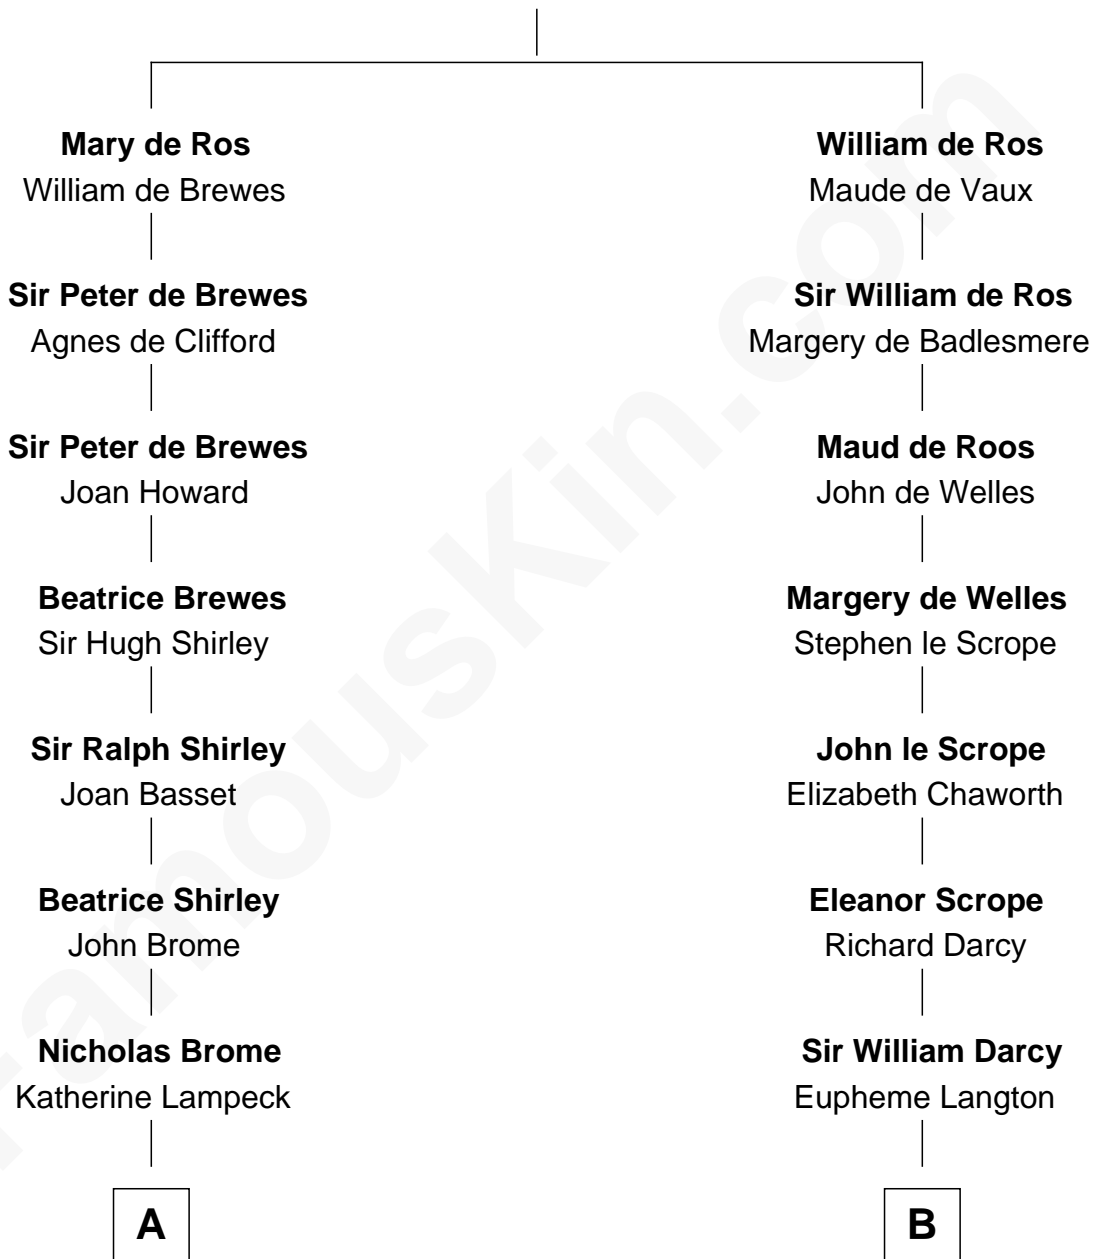 Mary de Ros
William de Brewes
Sir Peter de Brewes
Agnes de Clifford
Sir Peter de Brewes
Joan Howard
Beatrice Brewes
Sir Hugh Shirley
Sir Ralph Shirley
Joan Basset
Beatrice Shirley
John Brome
Nicholas Brome
Katherine Lampeck
A
William de Ros
Maude de Vaux
Sir William de Ros
Margery de Badlesmere
Maud de Roos
John de Welles
Margery de Welles
Stephen le Scrope
John le Scrope
Elizabeth Chaworth
Eleanor Scrope
Richard Darcy
Sir William Darcy
Eupheme Langton
B
FamousKin.com